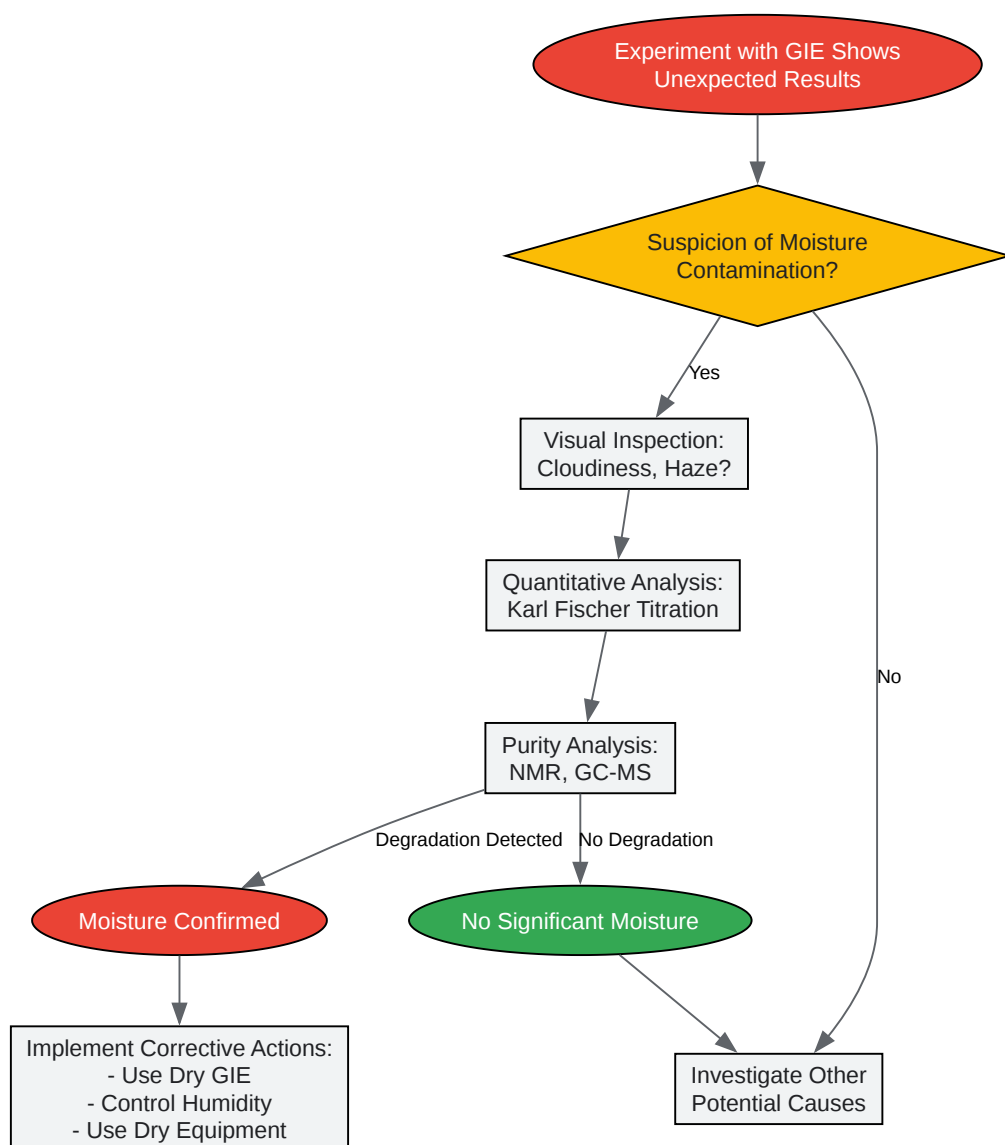 Experiment with GIE Shows
Unexpected Results
Suspicion of Moisture
Contamination?
Yes
Visual Inspection:
Cloudiness, Haze?
Quantitative Analysis:
Karl Fischer Titration
No
Purity Analysis:
NMR, GC-MS
Degradation Detected
No Degradation
Moisture Confirmed
No Significant Moisture
Implement Corrective Actions:
- Use Dry GIE
- Control Humidity
- Use Dry Equipment
Investigate Other
Potential Causes